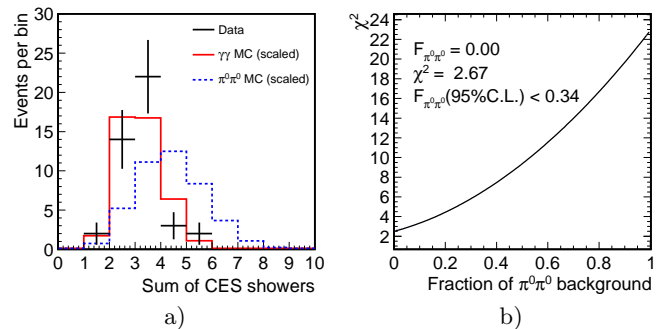 Events per bin
30
25
20
15
10
5
0
Data
γγ MC (scaled)
π⁰π⁰ MC (scaled)
0 1 2 3 4 5 6 7 8 9 10
Sum of CES showers
a)
χ²
24
22
20
18
16
14
12
10
8
6
4
2
F_π⁰π⁰ = 0.00
χ² = 2.67
F_π⁰π⁰(95%C.L.) < 0.34
0 0.2 0.4 0.6 0.8 1
Fraction of π⁰π⁰ background
b)